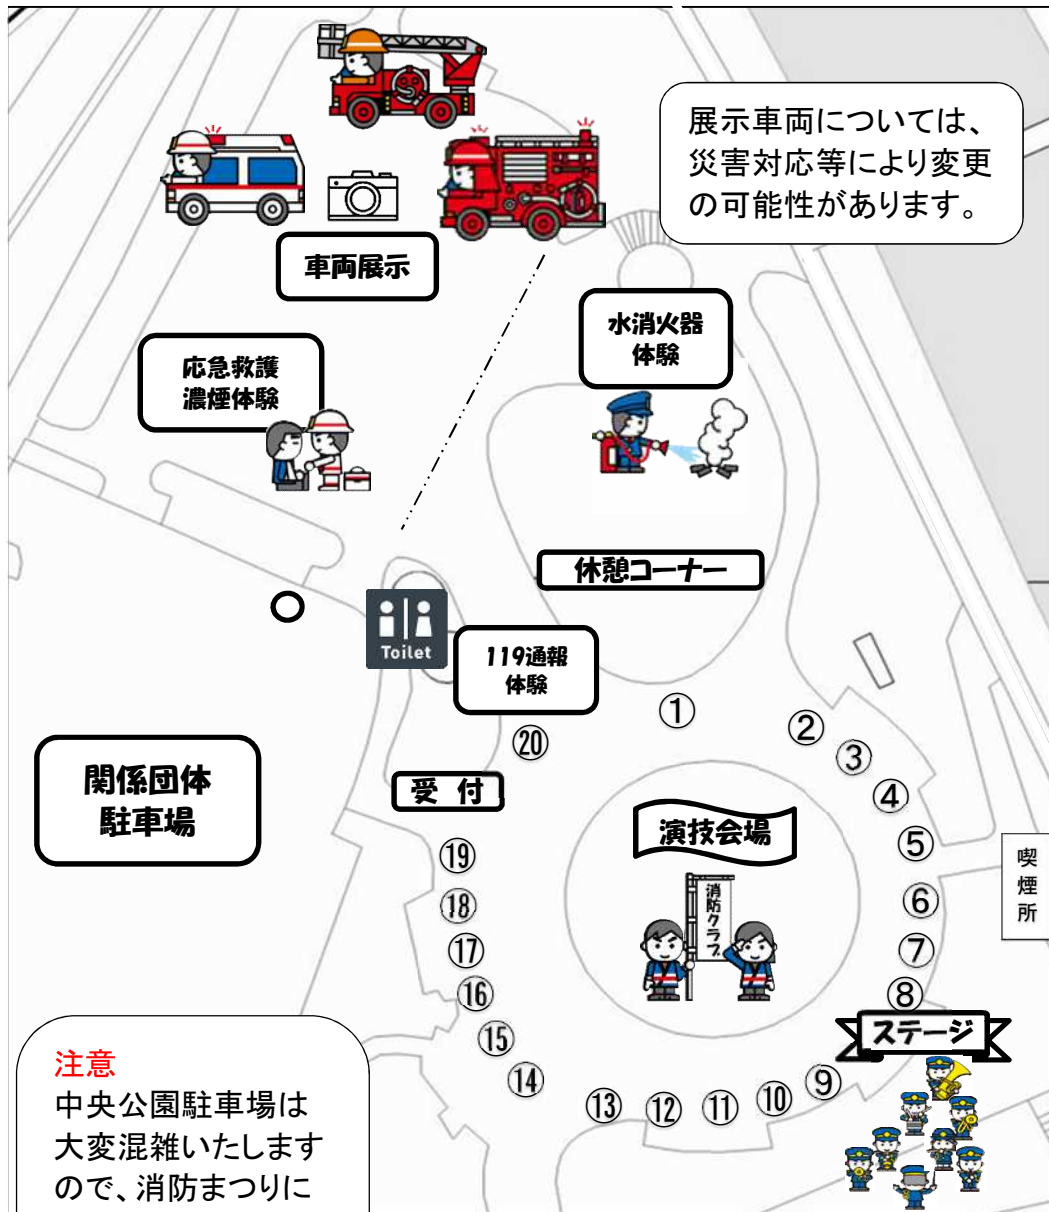 展示車両については、
災害対応等により変更
の可能性があります。
車両展示
水消火器
体験
応急救護
濃煙体験
休憩コーナー
Toilet
119通報
体験
①
②
⑳
③
関係団体
駐車場
受付
④
演技会場
⑤
⑲
喫煙所
消防クラブ
⑥
⑱
⑰
⑦
⑯
⑧
ステージ
⑮
⑭
⑨
⑬
⑫
⑪
⑩
注意
中央公園駐車場は
大変混雑いたします
ので、消防まつりに